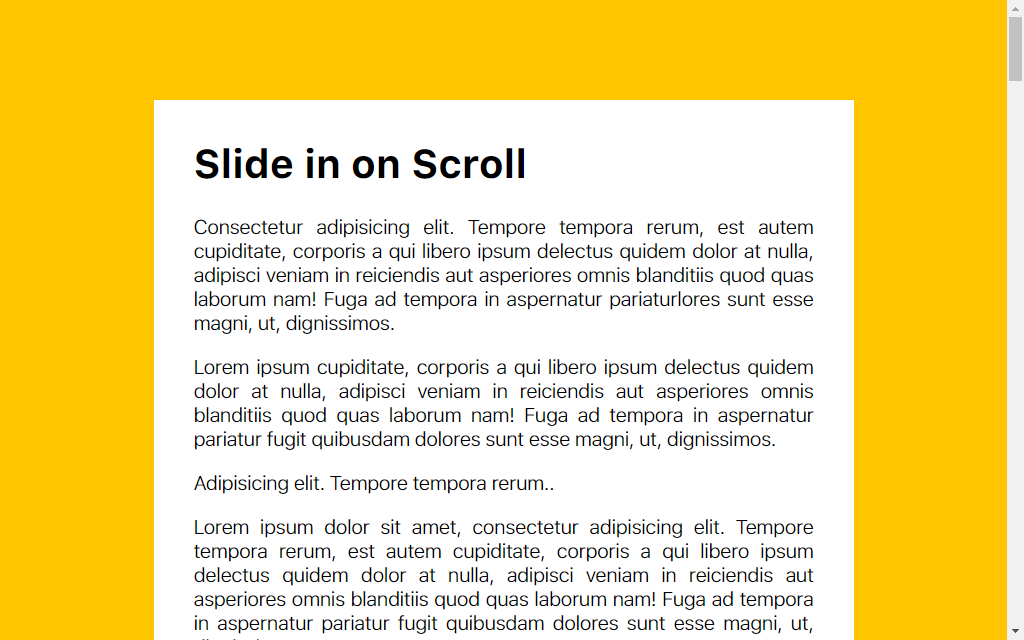 Slide in on Scroll
Consectetur adipisicing elit. Tempore tempora rerum, est autem
cupiditate, corporis a qui libero ipsum delectus quidem dolor at nulla,
adipisci veniam in reiciendis aut asperiores omnis blanditiis quod quas
laborum nam! Fuga ad tempora in aspernatur pariaturlores sunt esse
magni, ut, dignissimos.
Lorem ipsum cupiditate, corporis a qui libero ipsum delectus quidem
dolor at nulla, adipisci veniam in reiciendis aut asperiores omnis
blanditiis quod quas laborum nam! Fuga ad tempora in aspernatur
pariatur fugit quibusdam dolores sunt esse magni, ut, dignissimos.
Adipisicing elit. Tempore tempora rerum..
Lorem ipsum dolor sit amet, consectetur adipisicing elit. Tempore
tempora rerum, est autem cupiditate, corporis a qui libero ipsum
delectus quidem dolor at nulla, adipisci veniam in reiciendis aut
asperiores omnis blanditiis quod quas laborum nam! Fuga ad tempora
in aspernatur pariatur fugit quibusdam dolores sunt esse magni, ut,